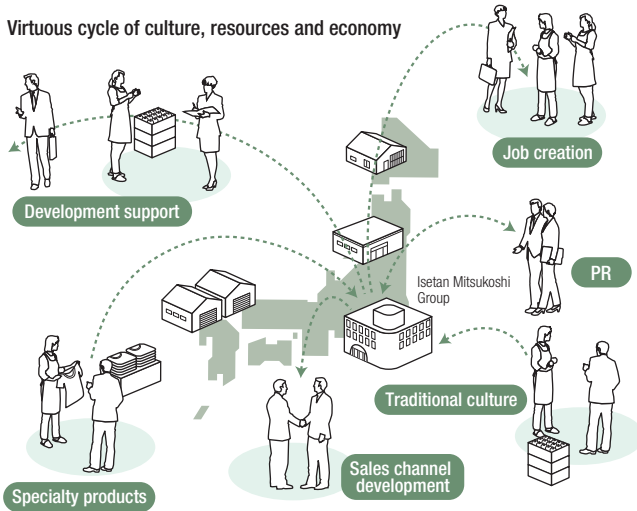 Virtuous cycle of culture, resources and economy
Job creation
Development support
PR
Isetan Mitsukoshi
Group
Traditional culture
Sales channel
development
Specialty products